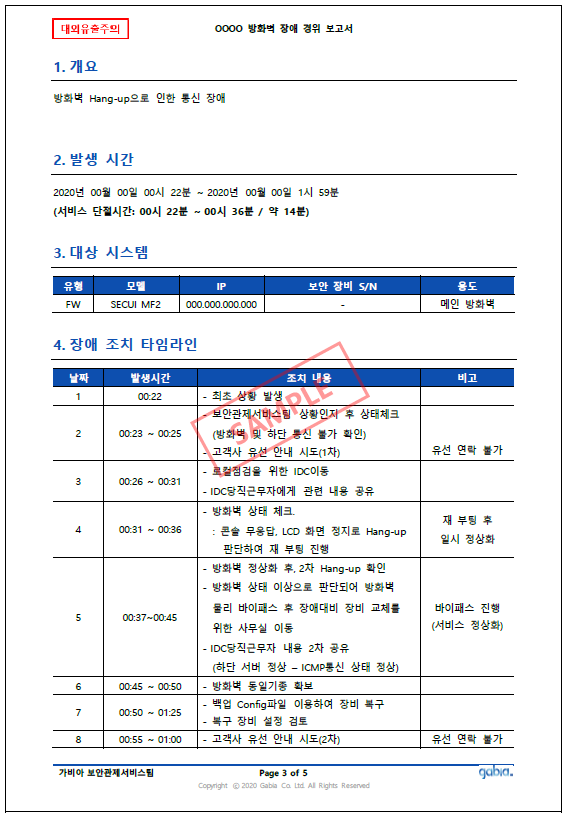 대외유출주의
OOOO 방화벽 장애 경위 보고서
1. 개요
방화벽 Hang-up으로 인한 통신 장애
2. 발생 시간
2020년 00월 00일 00시 22분 ~ 2020년 00월 00일 1시 59분
(서비스 단절시간: 00시 22분 ~ 00시 36분 / 약 14분)
3. 대상 시스템
유형 모델 IP 보안 장비 S/N 용도
FW SECUI MF2 000.000.000.000 - 메인 방화벽
4. 장애 조치 타임라인
날짜 발생시간 조치 내용 비고
1 00:22 - 최초 상황 발생
2 00:23 ~ 00:25
- 보안관제서비스팀 상황인지 후 상태체크
(방화벽 및 하단 통신 불가 확인)
- 고객사 유선 안내 시도(1차)
유선 연락 불가
3 00:26 ~ 00:31
- 로컬점검을 위한 IDC이동
- IDC당직근무자에게 관련 내용 공유
4 00:31 ~ 00:36
- 방화벽 상태 체크.
: 콘솔 무응답, LCD 화면 정지로 Hang-up
판단하여 재 부팅 진행
재 부팅 후
일시 정상화
5 00:37~00:45
- 방화벽 정상화 후, 2차 Hang-up 확인
- 방화벽 상태 이상으로 판단되어 방화벽
물리 바이패스 후 장애대비 장비 교체를
위한 사무실 이동
- IDC당직근무자 내용 2차 공유
(하단 서버 정상 – ICMP통신 상태 정상)
바이패스 진행
(서비스 정상화)
6 00:45 ~ 00:50 - 방화벽 동일기종 확보
7 00:50 ~ 01:25
- 백업 Config파일 이용하여 장비 복구
- 복구 장비 설정 검토
8 00:55 ~ 01:00 - 고객사 유선 안내 시도(2차) 유선 연락 불가
SAMPLE
가비아 보안관제서비스팀
Page 3 of 5
gabia.
Copyright ⓒ 2020 Gabia Co. Ltd. All Rights Reserved